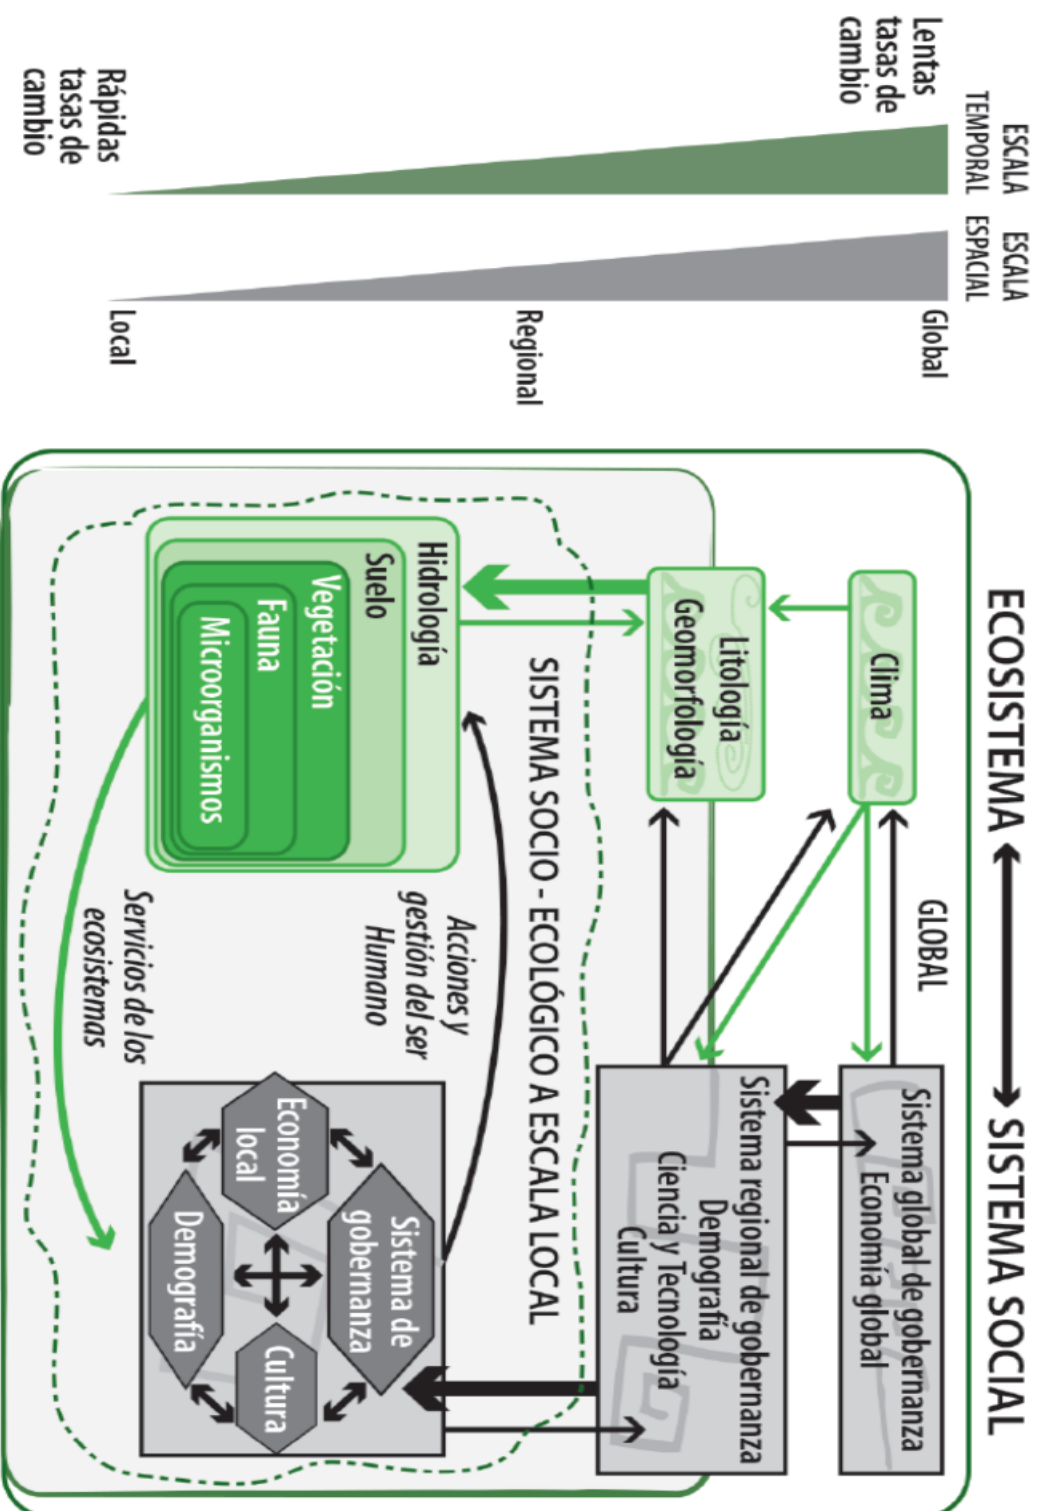 ESCALA
TEMPORAL
ESCALA
ESPACIAL
Lentas
tasas de
cambio
Rápidas
tasas de
cambio
Global
Regional
Local
ECOSISTEMA
SISTEMA SOCIAL
GLOBAL
Clima
Sistema global de gobernanza
Economía global
Litología
Geomorfología
Sistema regional de gobernanza
Demografía
Ciencia y Tecnología
Cultura
SISTEMA SOCIO - ECOLÓGICO A ESCALA LOCAL
Hidrología
Suelo
Vegetación
Fauna
Microorganismos
Acciones y
gestión del ser
Humano
Servicios de los
ecosistemas
Sistema de
gobernanza
Economía
local
Cultura
Demografía